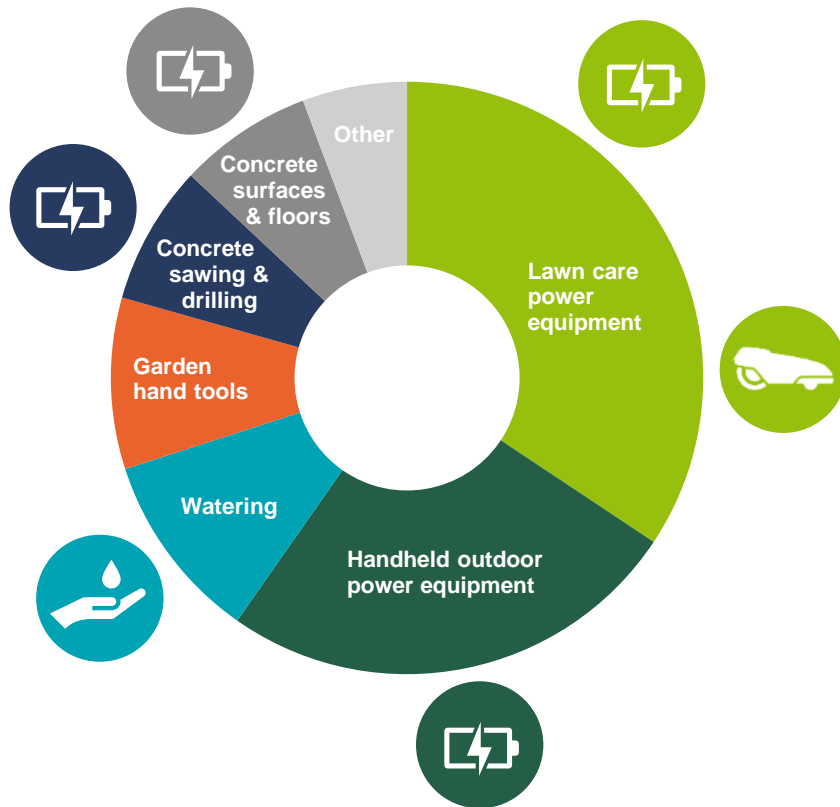 Other
Concrete
surfaces
& floors
Concrete
sawing &
drilling
Lawn care
power
equipment
Garden
hand tools
Watering
Handheld outdoor
power equipment